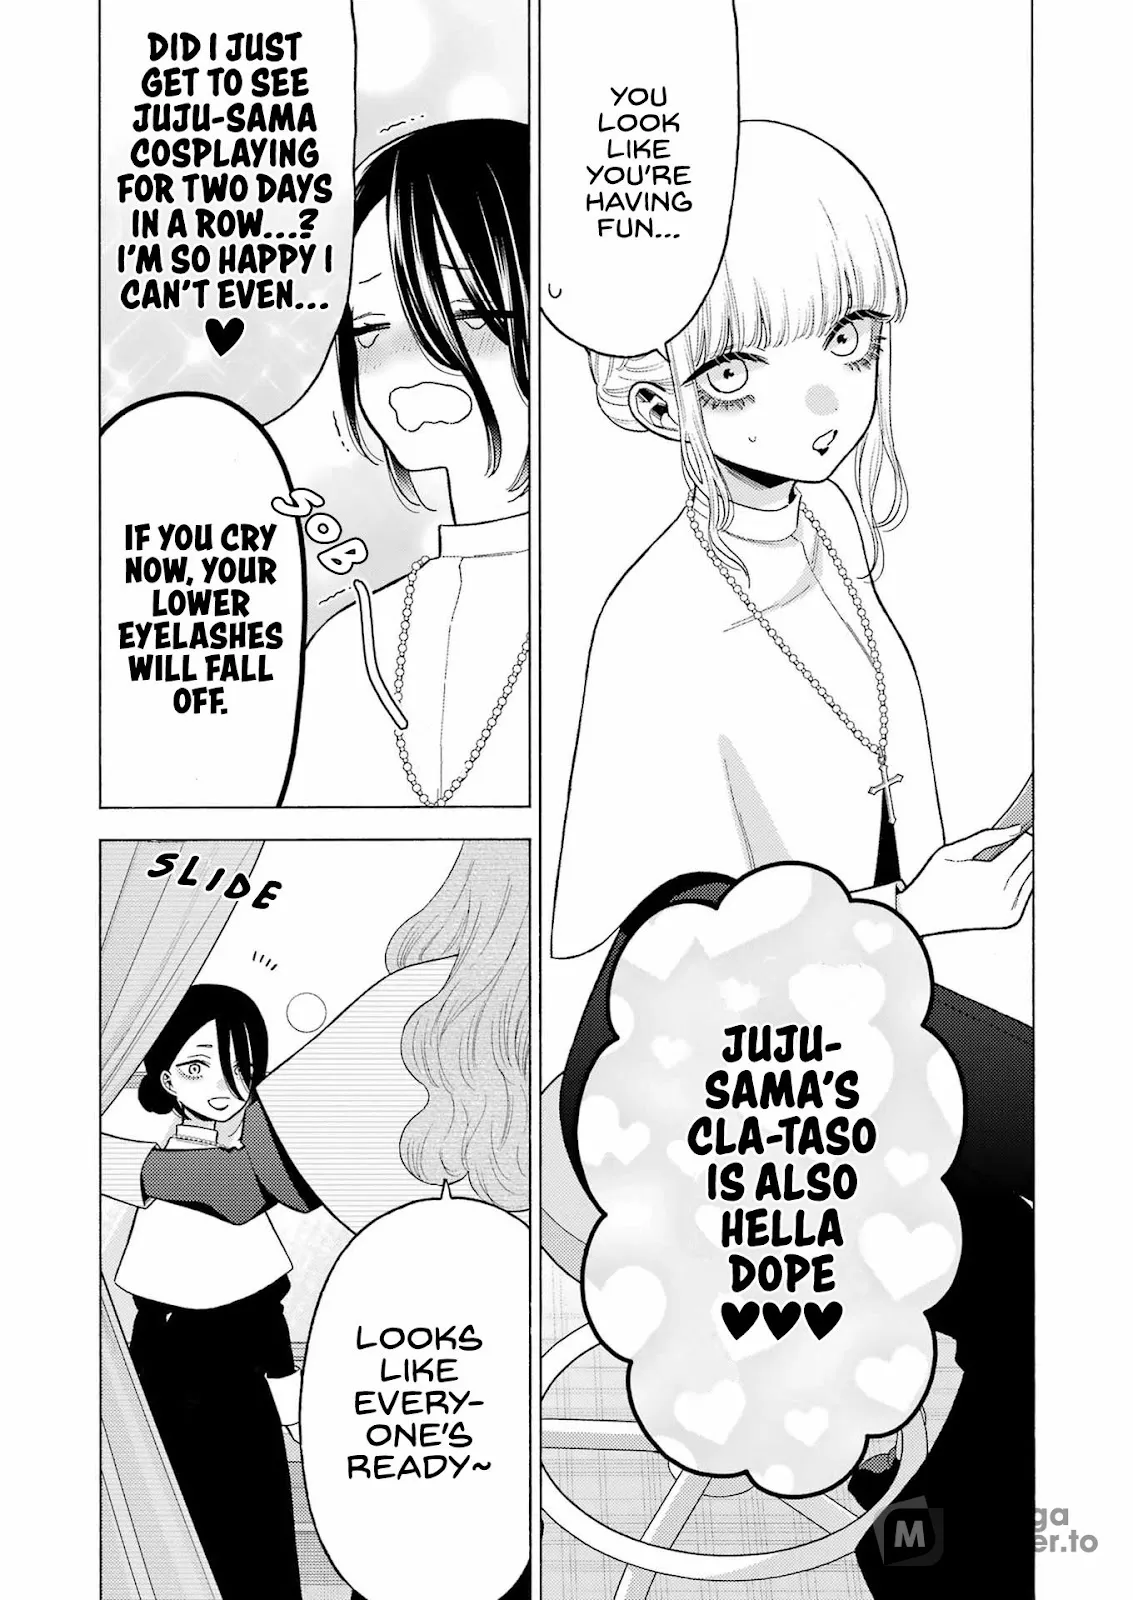 YOU
LOOK
LIKE
YOU'RE
HAVING
FUN...
JUJU-
SAMA'S
CLA-TASO
IS ALSO
HELLA
DOPE
♥♥♥
DID I JUST
GET TO SEE
JUJU-SAMA
COSPLAYING
FOR TWO DAYS
IN A ROW...?
I'M SO HAPPY I
CAN'T EVEN...
♥
SOB
IF YOU CRY
NOW, YOUR
LOWER
EYELASHES
WILL FALL
OFF.
SLIDE
LOOKS
LIKE
EVERY-
ONE'S
READY~
M